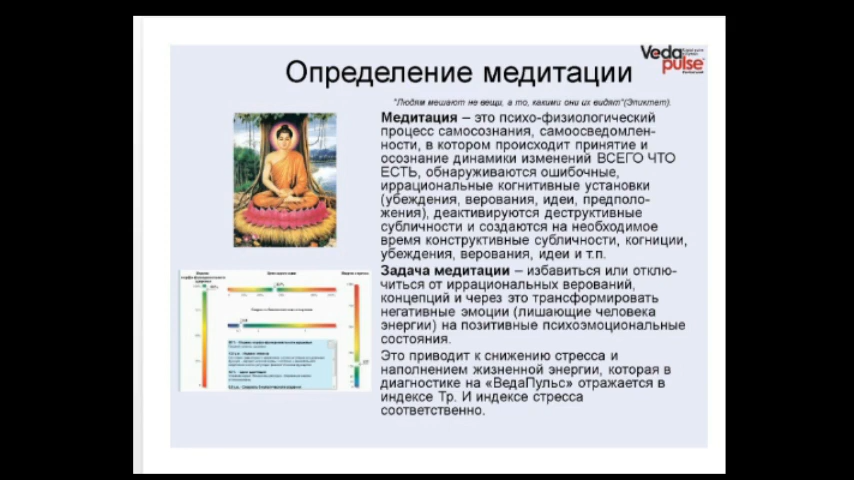 Определение медитации
Veda
pulse
"Людям мешают не вещи, а то, какими они их видят"(Эпиктет).
Медитация – это психо-физиологический
процесс самосознания, самоосведомлен-
ности, в котором происходит принятие и
осознание динамики изменений ВСЕГО ЧТО
ЕСТЬ, обнаруживаются ошибочные,
иррациональные когнитивные установки
(убеждения, верования, идеи, предполо-
жения), деактивируются деструктивные
субличности и создаются на необходимое
время конструктивные субличности, когниции,
убеждения, верования, идеи и т.п.
Задача медитации – избавиться или отклю-
читься от иррациональных верований,
концепций и через это трансформировать
негативные эмоции (лишающие человека
энергии) на позитивные психоэмоциональные
состояния.
Это приводит к снижению стресса и
наполнением жизненной энергии, которая в
диагностике на «ВедаПульс» отражается в
индексе Тр. И индексе стресса
соответственно.